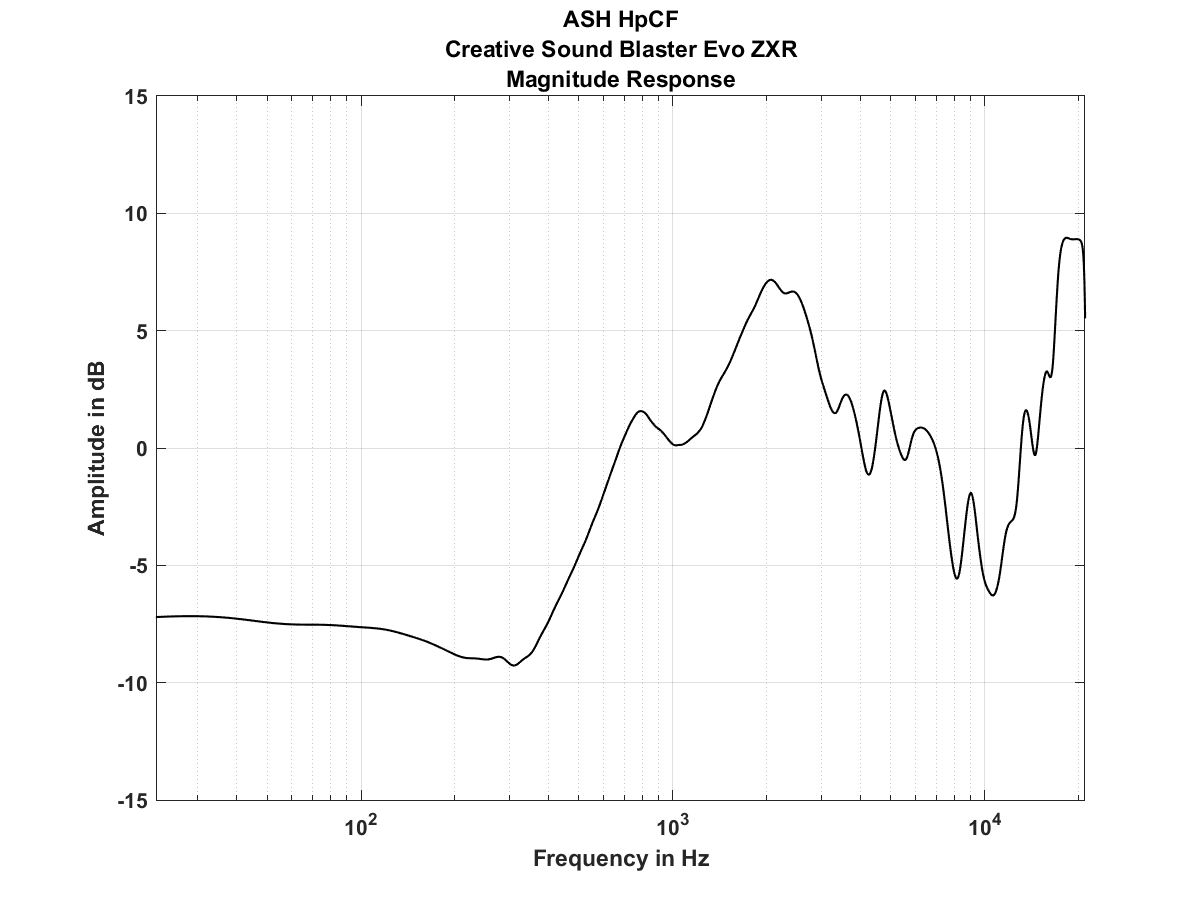 ASH HpCF
Creative Sound Blaster Evo ZXR
Magnitude Response
15
10
5
0
-5
-10
-15
Amplitude in dB
10^2
10^3
10^4
Frequency in Hz